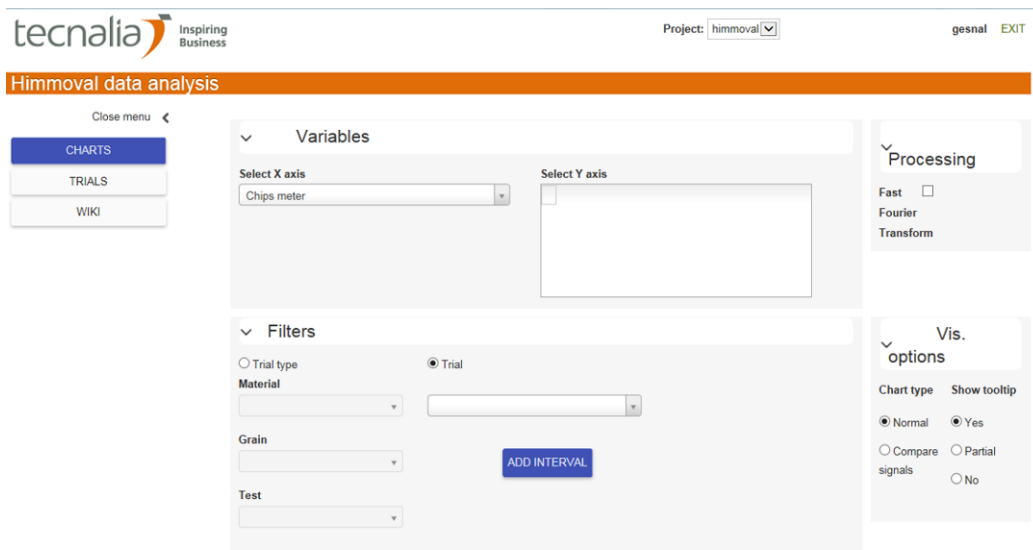 tecnalia Inspiring
Business
Project: himmoval gesnal EXIT
Himmoval data analysis
Close menu
CHARTS
TRIALS
WIKI
Variables
Select X axis Select Y axis
Chips meter
Processing
Fast
Fourier
Transform
Filters
Trial type Trial
Material
Grain
ADD INTERVAL
Test
Vis.
options
Chart type Show tooltip
Normal Yes
Compare Partial
signals
No